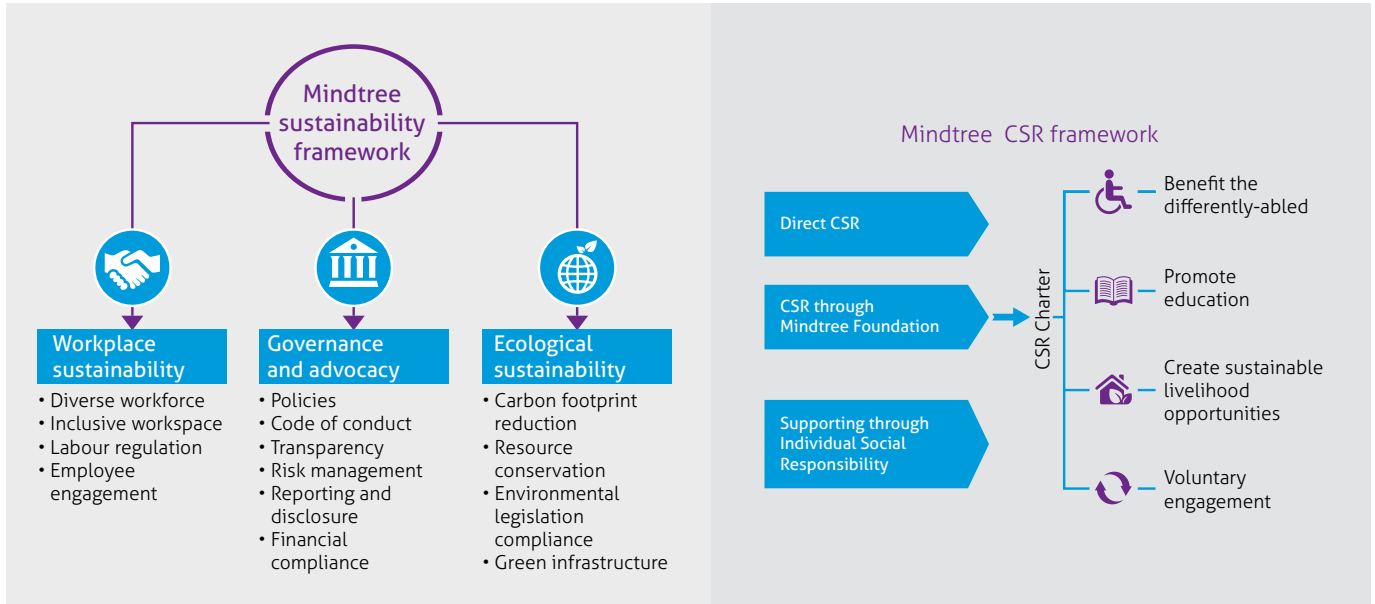 Mindtree
sustainability
framework
Workplace
sustainability
• Diverse workforce
• Inclusive workspace
• Labour regulation
• Employee
engagement
Governance
and advocacy
• Policies
• Code of conduct
• Transparency
• Risk management
• Reporting and
disclosure
• Financial
compliance
Ecological
sustainability
• Carbon footprint
reduction
• Resource
conservation
• Environmental
legislation
compliance
• Green infrastructure
Mindtree CSR framework
Direct CSR
CSR through
Mindtree Foundation
Supporting through
Individual Social
Responsibility
CSR Charter
Benefit the
differently-abled
Promote
education
Create sustainable
livelihood
opportunities
Voluntary
engagement